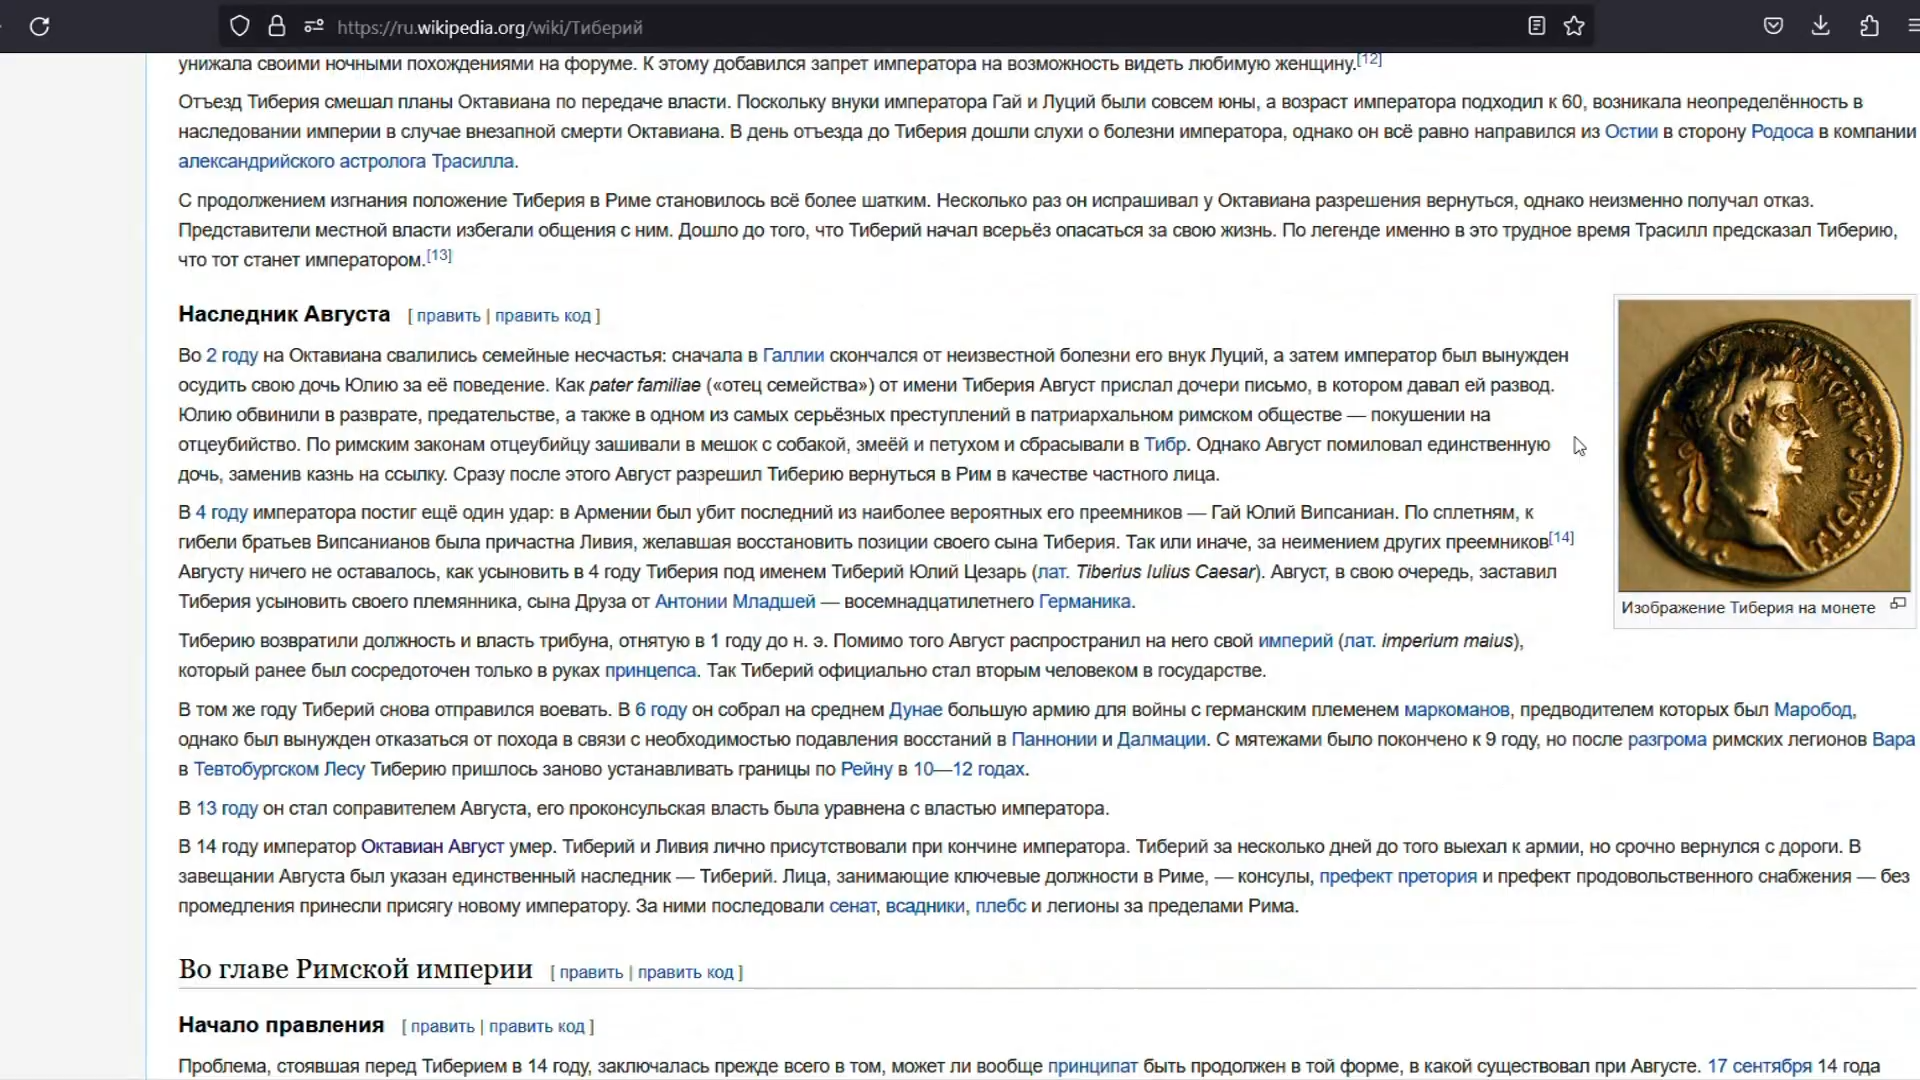 https://ru.wikipedia.org/wiki/Тиберий
унижала своими ночными похождениями на форуме. К этому добавился запрет императора на возможность видеть любимую женщину.[12]
Отъезд Тиберия смешал планы Октавиана по передаче власти. Поскольку внуки императора Гай и Луций были совсем юны, а возраст императора подходил к 60, возникала неопределённость в
наследовании империи в случае внезапной смерти Октавиана. В день отъезда до Тиберия дошли слухи о болезни императора, однако он всё равно направился из Остии в сторону Родоса в компании
александрийского астролога Трасилла.
С продолжением изгнания положение Тиберия в Риме становилось всё более шатким. Несколько раз он испрашивал у Октавиана разрешения вернуться, однако неизменно получал отказ.
Представители местной власти избегали общения с ним. Дошло до того, что Тиберий начал всерьёз опасаться за свою жизнь. По легенде именно в это трудное время Трасилл предсказал Тиберию,
что тот станет императором.[13]
Наследник Августа [ править | править код ]
Во 2 году на Октавиана свалились семейные несчастья: сначала в Галлии скончался от неизвестной болезни его внук Луций, а затем император был вынужден
осудить свою дочь Юлию за её поведение. Как pater familiae («отец семейства») от имени Тиберия Август прислал дочери письмо, в котором давал ей развод.
Юлию обвинили в разврате, предательстве, а также в одном из самых серьёзных преступлений в патриархальном римском обществе — покушении на
отцеубийство. По римским законам отцеубийцу зашивали в мешок с собакой, змеёй и петухом и сбрасывали в Тибр. Однако Август помиловал единственную
дочь, заменив казнь на ссылку. Сразу после этого Август разрешил Тиберию вернуться в Рим в качестве частного лица.
В 4 году императора постиг ещё один удар: в Армении был убит последний из наиболее вероятных его преемников — Гай Юлий Випсаниан. По сплетням, к
гибели братьев Випсанианов была причастна Ливия, желавшая восстановить позиции своего сына Тиберия. Так или иначе, за неимением других преемников[14]
Августу ничего не оставалось, как усыновить в 4 году Тиберия под именем Тиберий Юлий Цезарь (лат. Tiberius Iulius Caesar). Август, в свою очередь, заставил
Тиберия усыновить своего племянника, сына Друза от Антонии Младшей — восемнадцатилетнего Германика.
Изображение Тиберия на монете
Тиберию возвратили должность и власть трибуна, отнятую в 1 году до н. э. Помимо того Август распространил на него свой империй (лат. imperium maius),
который ранее был сосредоточен только в руках принцепса. Так Тиберий официально стал вторым человеком в государстве.
В том же году Тиберий снова отправился воевать. В 6 году он собрал на среднем Дунае большую армию для войны с германским племенем маркоманов, предводителем которых был Маробод,
однако был вынужден отказаться от похода в связи с необходимостью подавления восстаний в Паннонии и Далмации. С мятежами было покончено к 9 году, но после разгрома римских легионов Вара
в Тевтобургском Лесу Тиберию пришлось заново устанавливать границы по Рейну в 10—12 годах.
В 13 году он стал соправителем Августа, его проконсульская власть была уравнена с властью императора.
В 14 году император Октавиан Август умер. Тиберий и Ливия лично присутствовали при кончине императора. Тиберий за несколько дней до того выехал к армии, но срочно вернулся с дороги. В
завещании Августа был указан единственный наследник — Тиберий. Лица, занимающие ключевые должности в Риме, — консулы, префект претория и префект продовольственного снабжения — без
промедления принесли присягу новому императору. За ними последовали сенат, всадники, плебс и легионы за пределами Рима.
Во главе Римской империи [ править | править код ]
Начало правления [ править | править код ]
Проблема, стоявшая перед Тиберием в 14 году, заключалась прежде всего в том, может ли вообще принципат быть продолжен в той форме, в какой существовал при Августе. 17 сентября 14 года